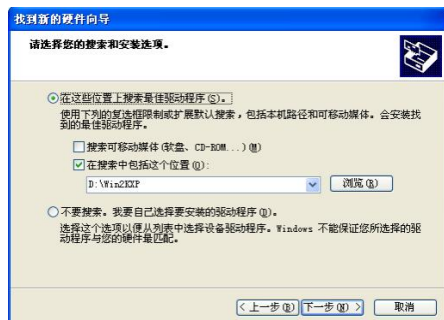 找到新的硬件向导
请选择您的搜索和安装选项。
在这些位置上搜索最佳驱动程序(S)。
使用下列的复选框限制或扩展默认搜索，包括本机路径和可移动媒体。会安装找
到的最佳驱动程序。
搜索可移动媒体(软盘、CD-ROM...)(M)
在搜索中包括这个位置(O):
D:\Win2KXP
浏览(R)
不要搜索。我要自己选择要安装的驱动程序(D)。
选择这个选项以便从列表中选择设备驱动程序。Windows 不能保证您所选择的驱
动程序与您的硬件最匹配。
<上一步(B) 下一步(N)> 取消